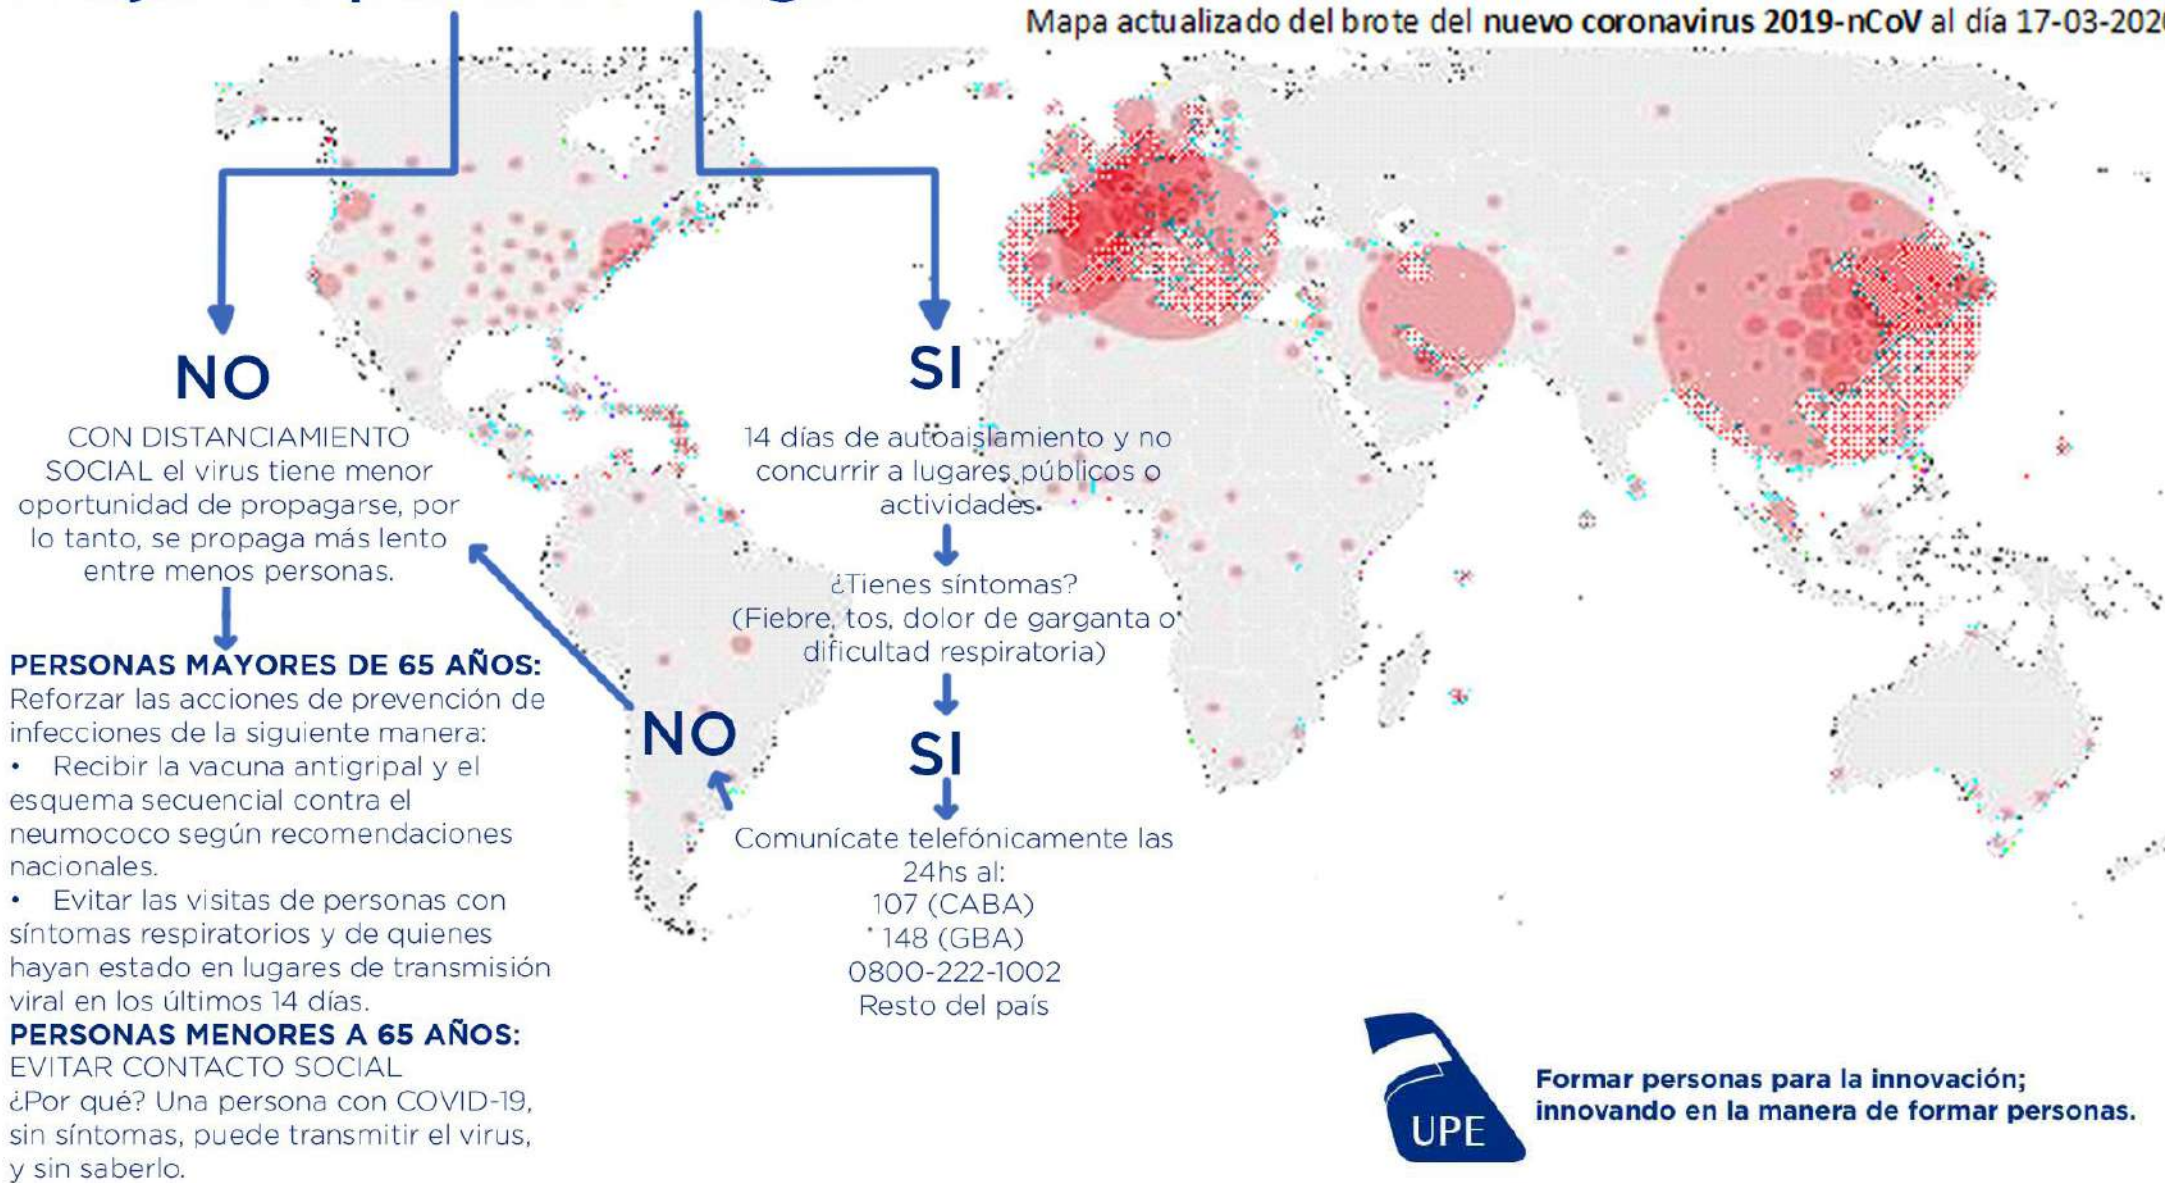 Mapa actualizado del brote del nuevo coronavirus 2019-nCoV al día 17-03-2020
NO
CON DISTANCIAMIENTO
SOCIAL el virus tiene menor
oportunidad de propagarse, por
lo tanto, se propaga más lento
entre menos personas.
PERSONAS MAYORES DE 65 AÑOS:
Reforzar las acciones de prevención de
infecciones de la siguiente manera:
• Recibir la vacuna antigripal y el
esquema secuencial contra el
neumococo según recomendaciones
nacionales.
• Evitar las visitas de personas con
síntomas respiratorios y de quienes
hayan estado en lugares de transmisión
viral en los últimos 14 días.
PERSONAS MENORES A 65 AÑOS:
EVITAR CONTACTO SOCIAL
¿Por qué? Una persona con COVID-19,
sin síntomas, puede transmitir el virus,
y sin saberlo.
SI
14 días de autoaislamiento y no
concurrir a lugares públicos o
actividades
¿Tienes síntomas?
(Fiebre, tos, dolor de garganta o
dificultad respiratoria)
NO
SI
Comunícate telefónicamente las
24hs al:
107 (CABA)
148 (GBA)
0800-222-1002
Resto del país
UPE
Formar personas para la innovación;
innovando en la manera de formar personas.